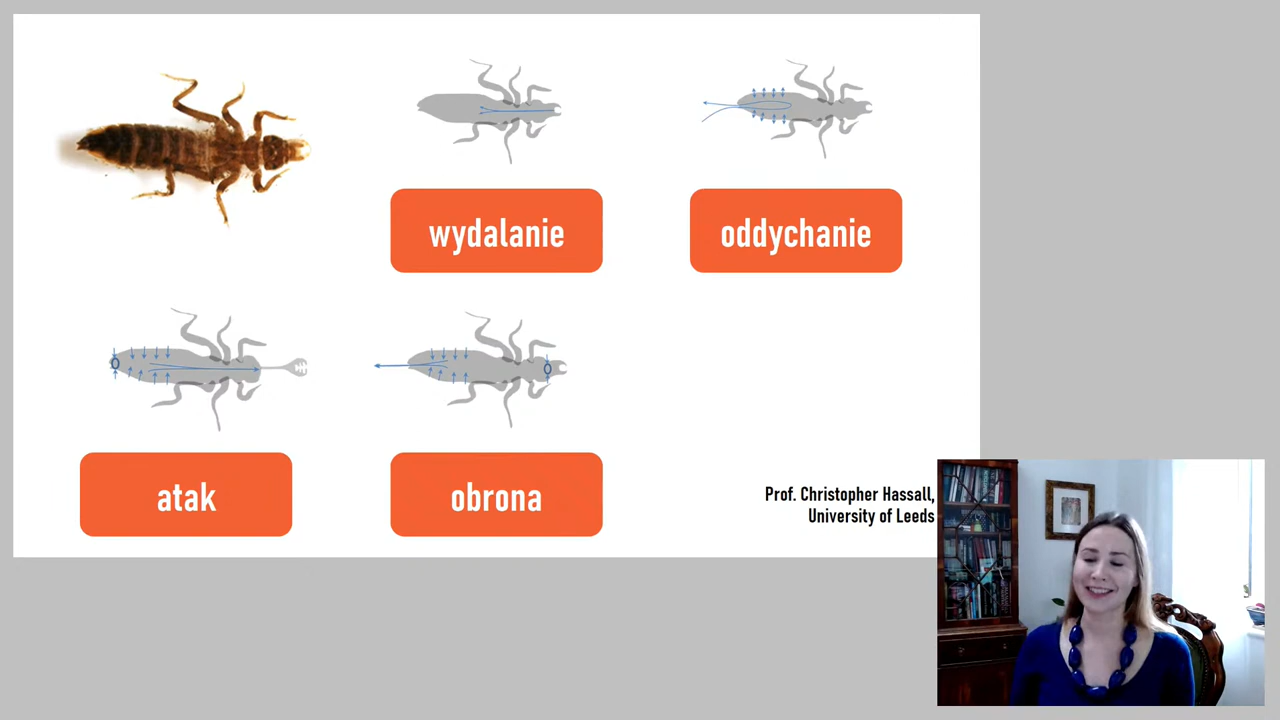 wydalanie
oddychanie
atak
obrona
Prof. Christopher Hassall,
University of Leeds